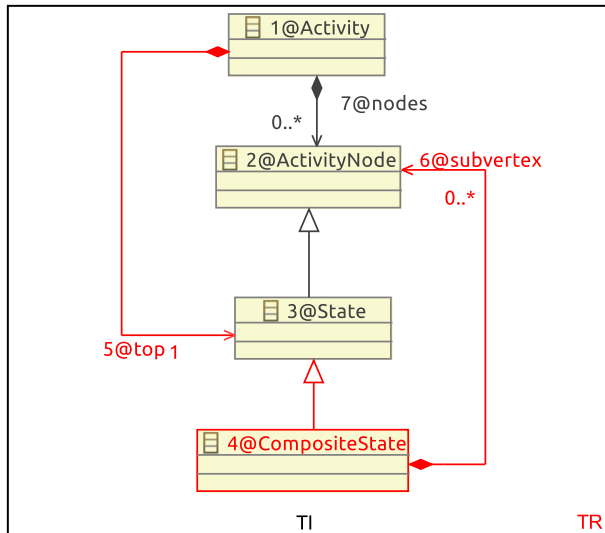 1@Activity
7@nodes
0..*
2@ActivityNode
6@subvertex
0..*
3@State
5@top 1
4@CompositeState
TI
TR